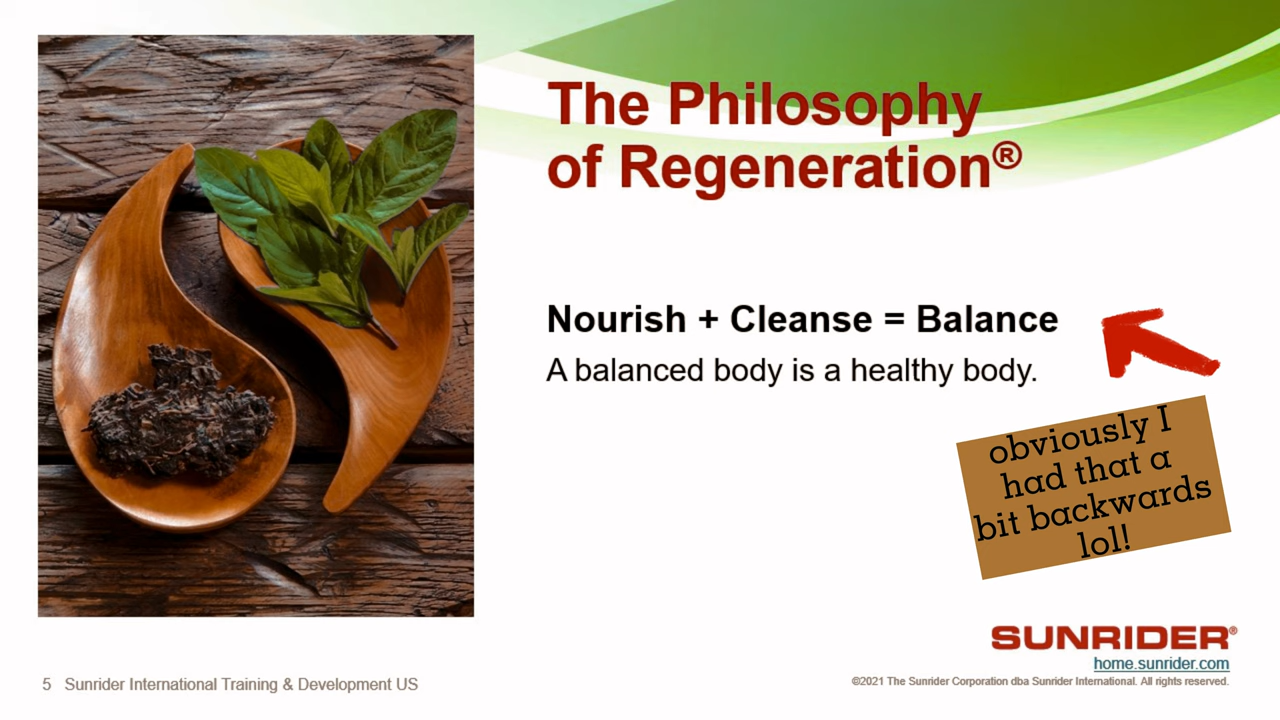 The Philosophy
of Regeneration®
Nourish + Cleanse = Balance
A balanced body is a healthy body.
obviously I
had that a
bit backwards
lol!
SUNRIDER®
home.sunrider.com
5 Sunrider International Training & Development US
©2021 The Sunrider Corporation dba Sunrider International. All rights reserved.